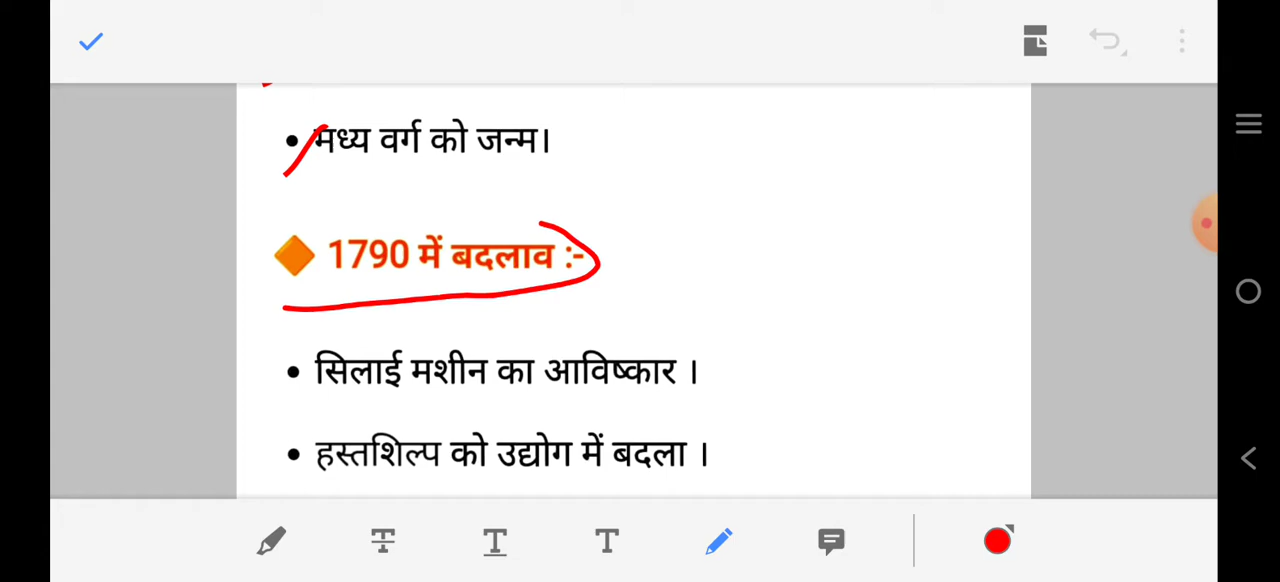 • मध्य वर्ग को जन्म।
1790 में बदलाव :-
• सिलाई मशीन का आविष्कार ।
• हस्तशिल्प को उद्योग में बदला ।
T T T